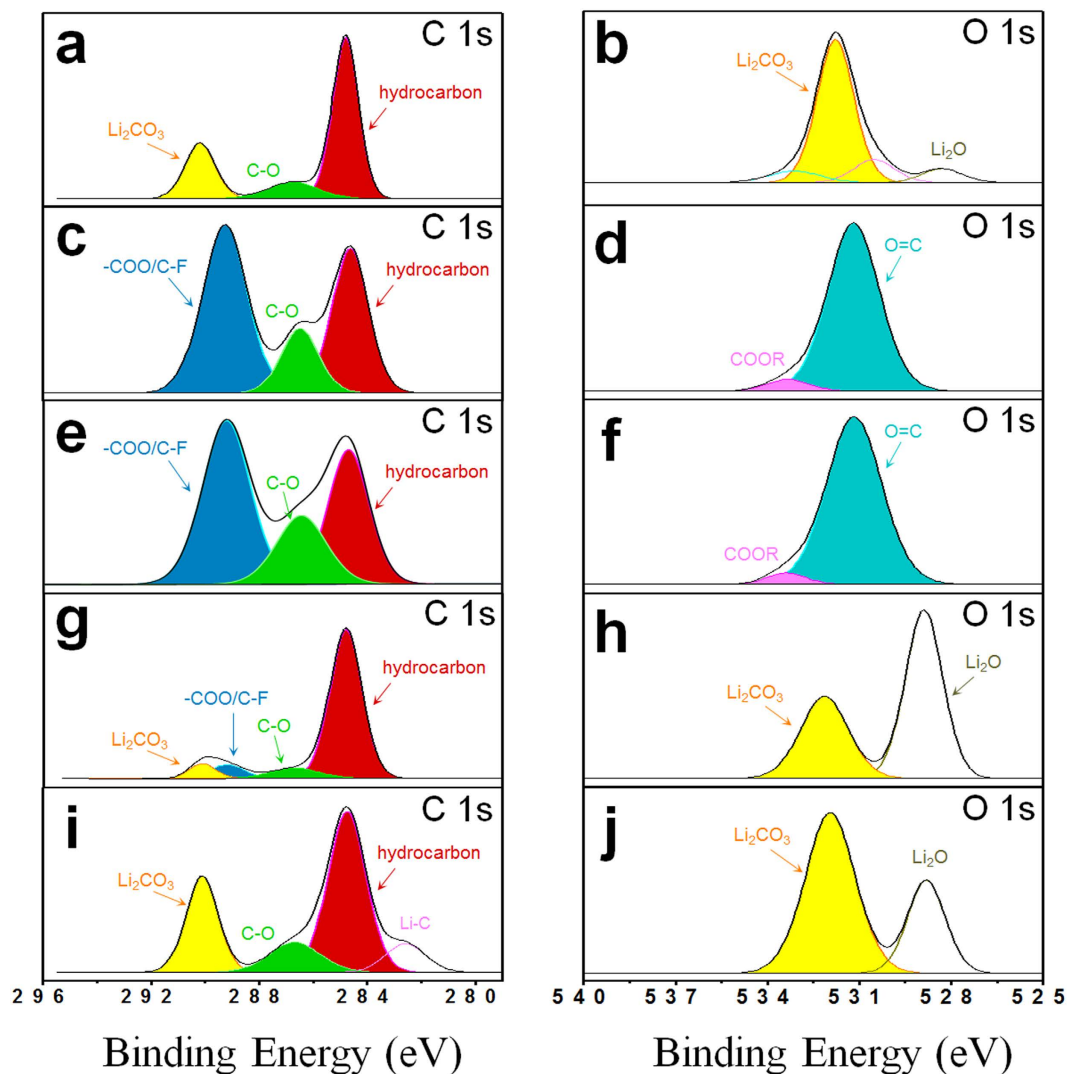 a
C 1s
hydrocarbon
Li₂CO₃
C-O
b
O 1s
Li₂CO₃
Li₂O
c
C 1s
-COO/C-F
hydrocarbon
C-O
d
O 1s
O=C
COOR
e
C 1s
-COO/C-F
hydrocarbon
C-O
f
O 1s
O=C
COOR
g
C 1s
hydrocarbon
-COO/C-F
Li₂CO₃
C-O
h
O 1s
Li₂O
Li₂CO₃
i
C 1s
hydrocarbon
Li₂CO₃
C-O
Li-C
j
O 1s
Li₂CO₃
Li₂O
296 292 288 284 280
540 537 534 531 528 525
Binding Energy (eV)
Binding Energy (eV)